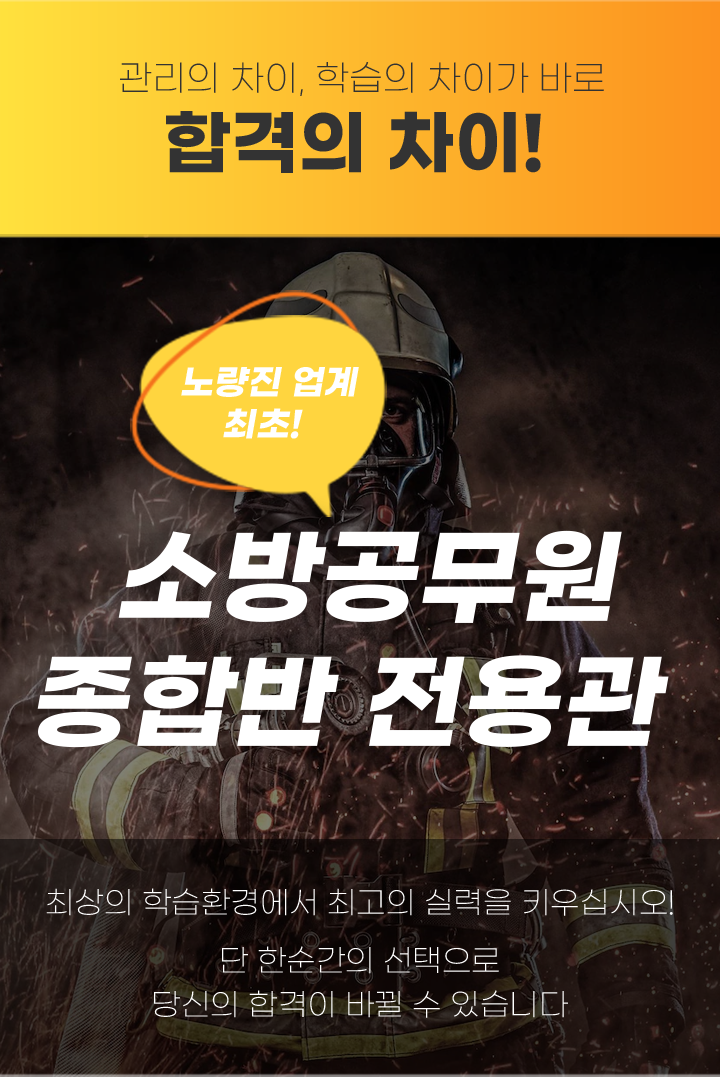 관리의 차이, 학습의 차이가 바로
합격의 차이!
노량진 업계
최초!
소방공무원
종합반 전용관
최상의 학습환경에서 최고의 실력을 키우십시오!
단 한순간의 선택으로
당신의 합격이 바뀔 수 있습니다